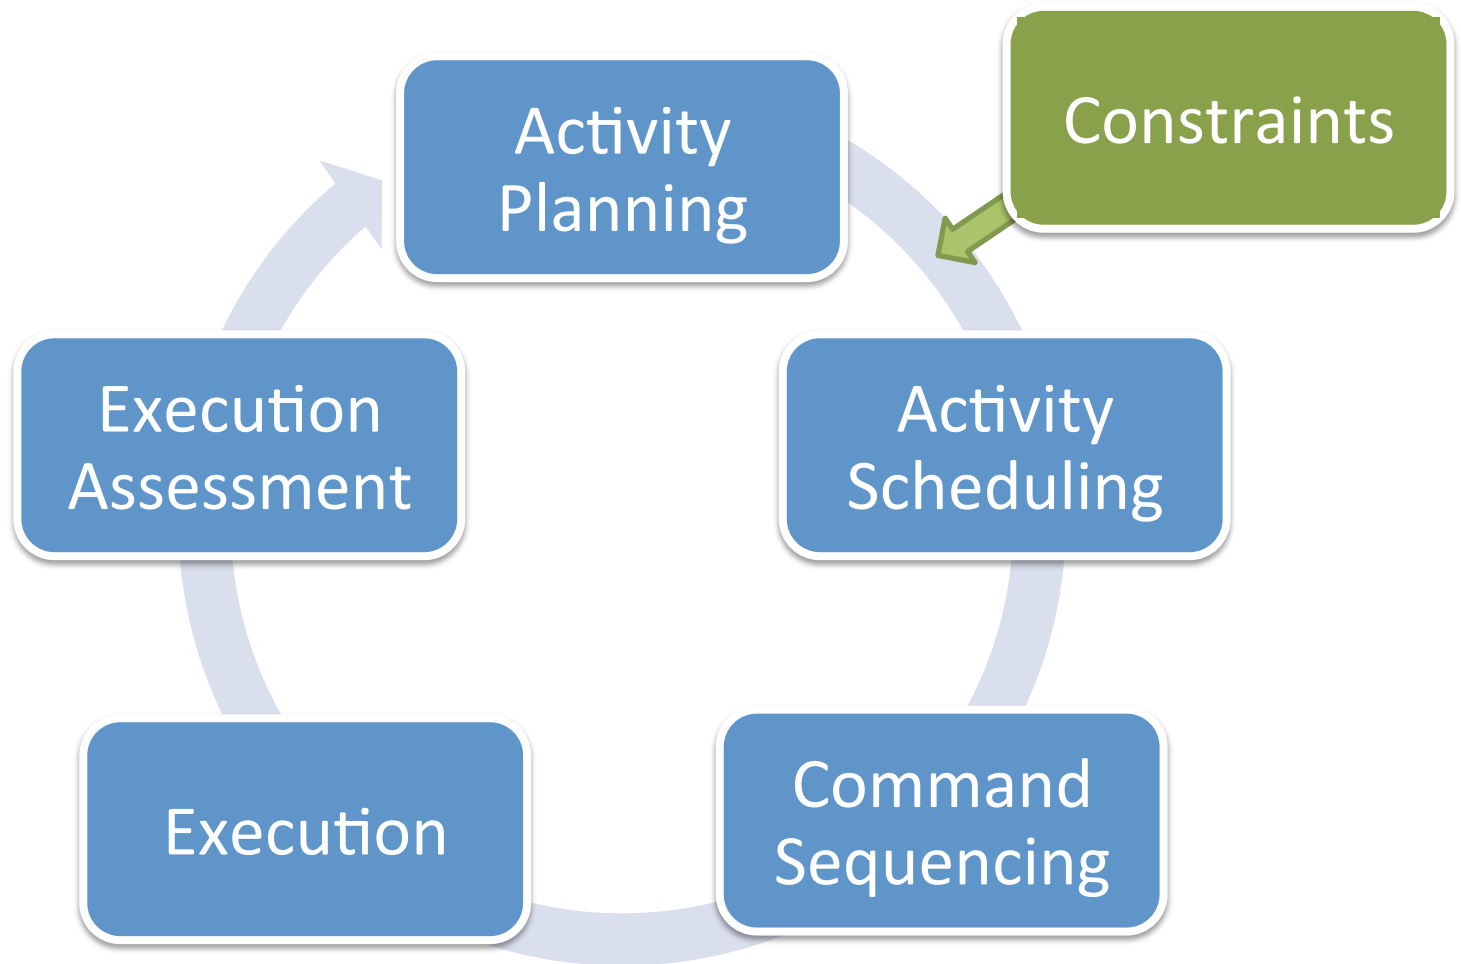 Activity
Planning
Constraints
Activity
Scheduling
Command
Sequencing
Execution
Execution
Assessment